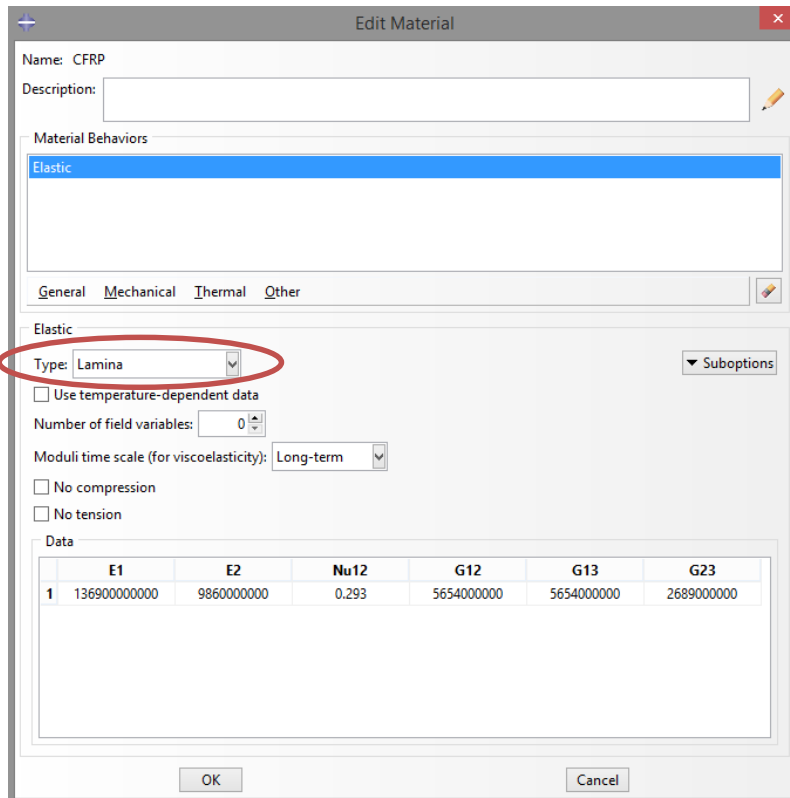 Edit Material
Name: CFRP
Description:
Material Behaviors
Elastic
General Mechanical Thermal Other
Elastic
Type: Lamina
Suboptions
Use temperature-dependent data
Number of field variables: 0
Moduli time scale (for viscoelasticity): Long-term
No compression
No tension
Data
E1 E2 Nu12 G12 G13 G23
1 136900000000 9860000000 0.293 5654000000 5654000000 2689000000
OK Cancel